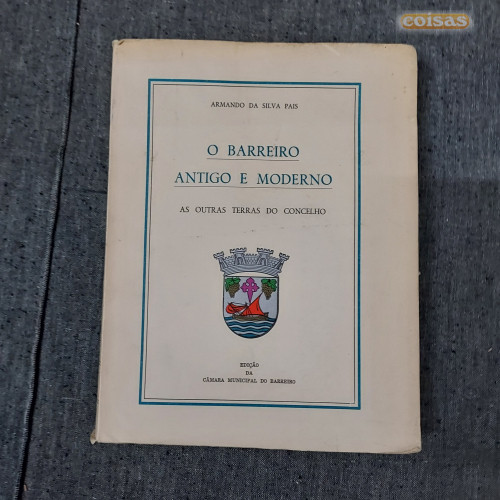 coisas
ARMANDO DA SILVA PAIS
O BARREIRO
ANTIGO E MODERNO
AS OUTRAS TERRAS DO CONCELHO
EDIÇÃO
DA
CÂMARA MUNICIPAL DO BARREIRO